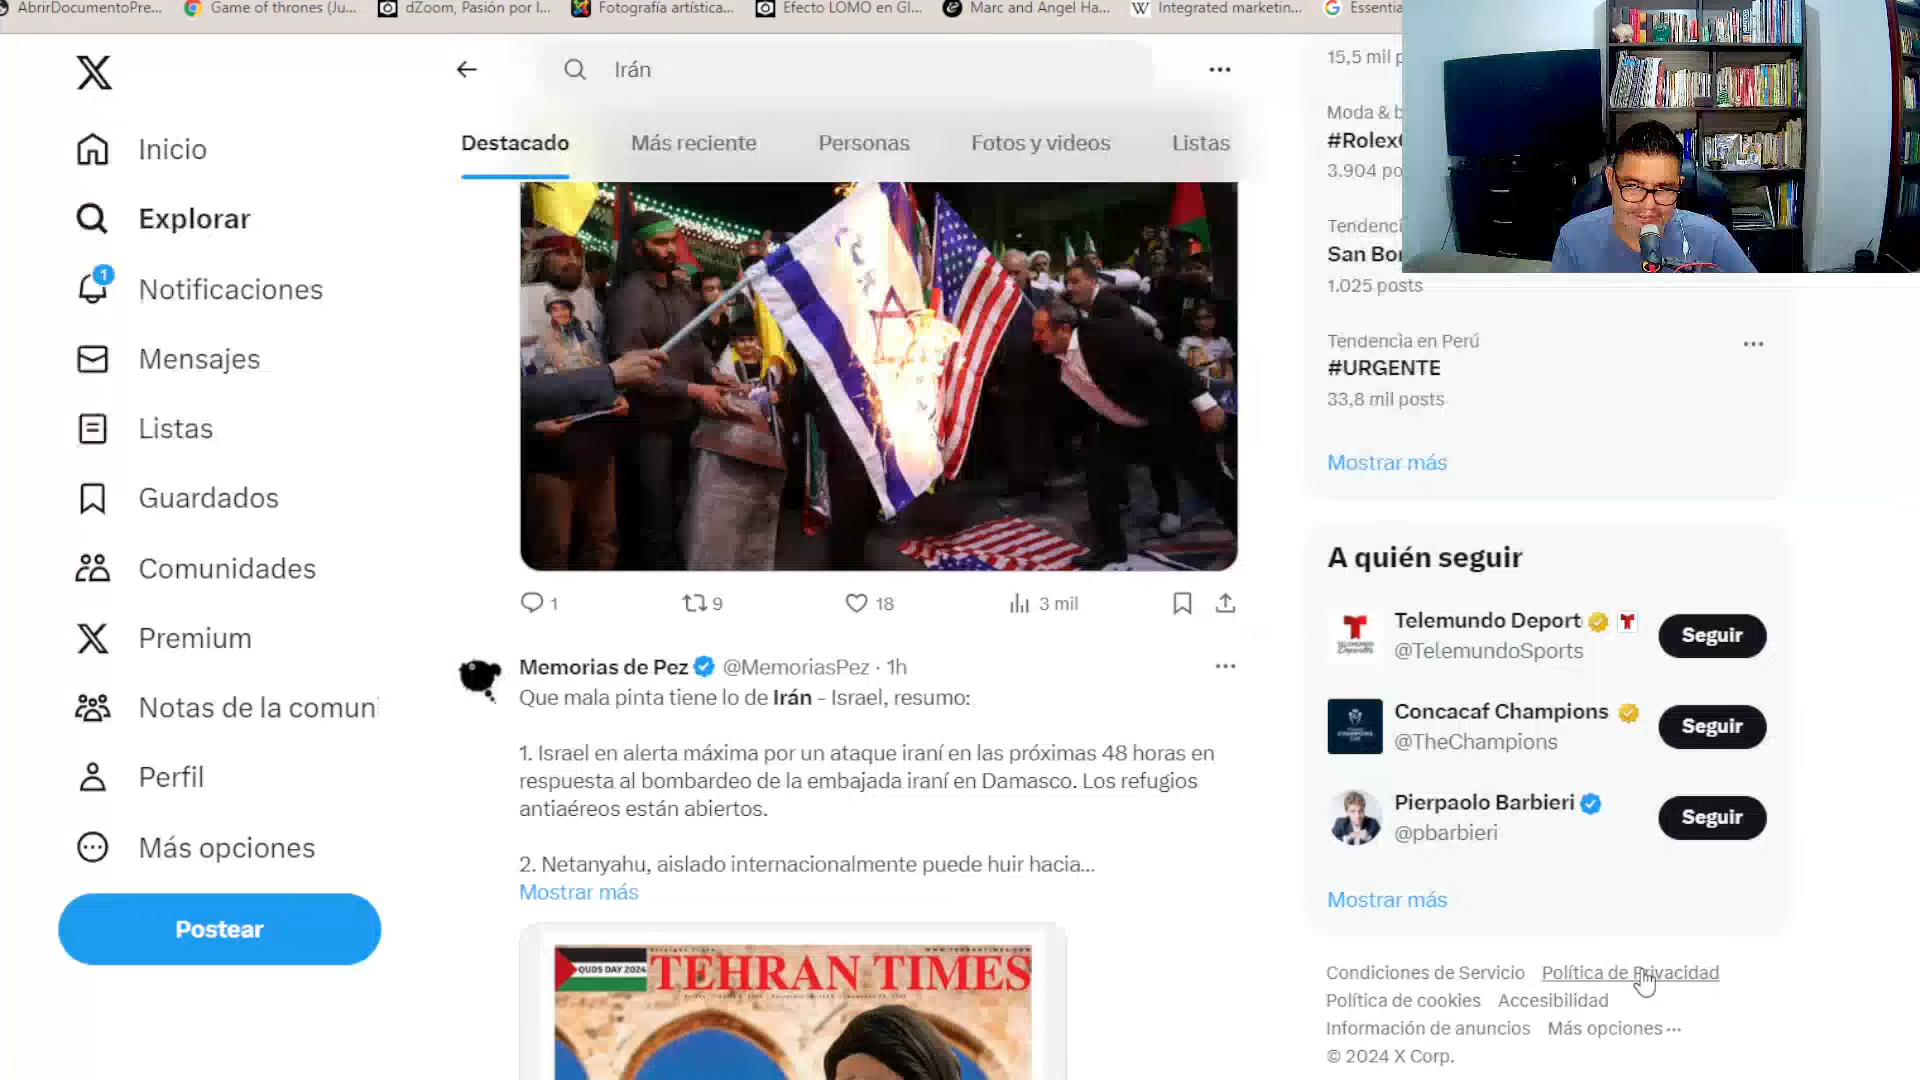 AbrirDocumentoPre...
Game of thrones (Ju...
dZoom, Pasión por l...
Fotografía artística...
Efecto LOMO en Gl...
Marc and Angel Ha...
W
Integrated marketin...
Essentia
Irán
Destacado
Más reciente
Personas
Fotos y videos
Listas
Inicio
Explorar
1
Notificaciones
Mensajes
Listas
Guardados
Comunidades
Premium
Notas de la comuni
Perfil
Más opciones
Postear
1
9
18
3 mil
Memorias de Pez @MemoriasPez · 1h
Que mala pinta tiene lo de Irán - Israel, resumo:
1. Israel en alerta máxima por un ataque iraní en las próximas 48 horas en
respuesta al bombardeo de la embajada iraní en Damasco. Los refugios
antiaéreos están abiertos.
2. Netanyahu, aislado internacionalmente puede huir hacia...
Mostrar más
QUDS DAY 2024
TEHRAN TIMES
15,5 mil p
Moda & b
#Rolex
3.904 po
Tendenci
San Bor
1.025 posts
Tendencia en Perú
#URGENTE
33,8 mil posts
Mostrar más
A quién seguir
Telemundo Deport
@TelemundoSports
Seguir
Concacaf Champions
@TheChampions
Seguir
Pierpaolo Barbieri
@pbarbieri
Seguir
Mostrar más
Condiciones de Servicio Política de Privacidad
Política de cookies Accesibilidad
Información de anuncios Más opciones ...
© 2024 X Corp.